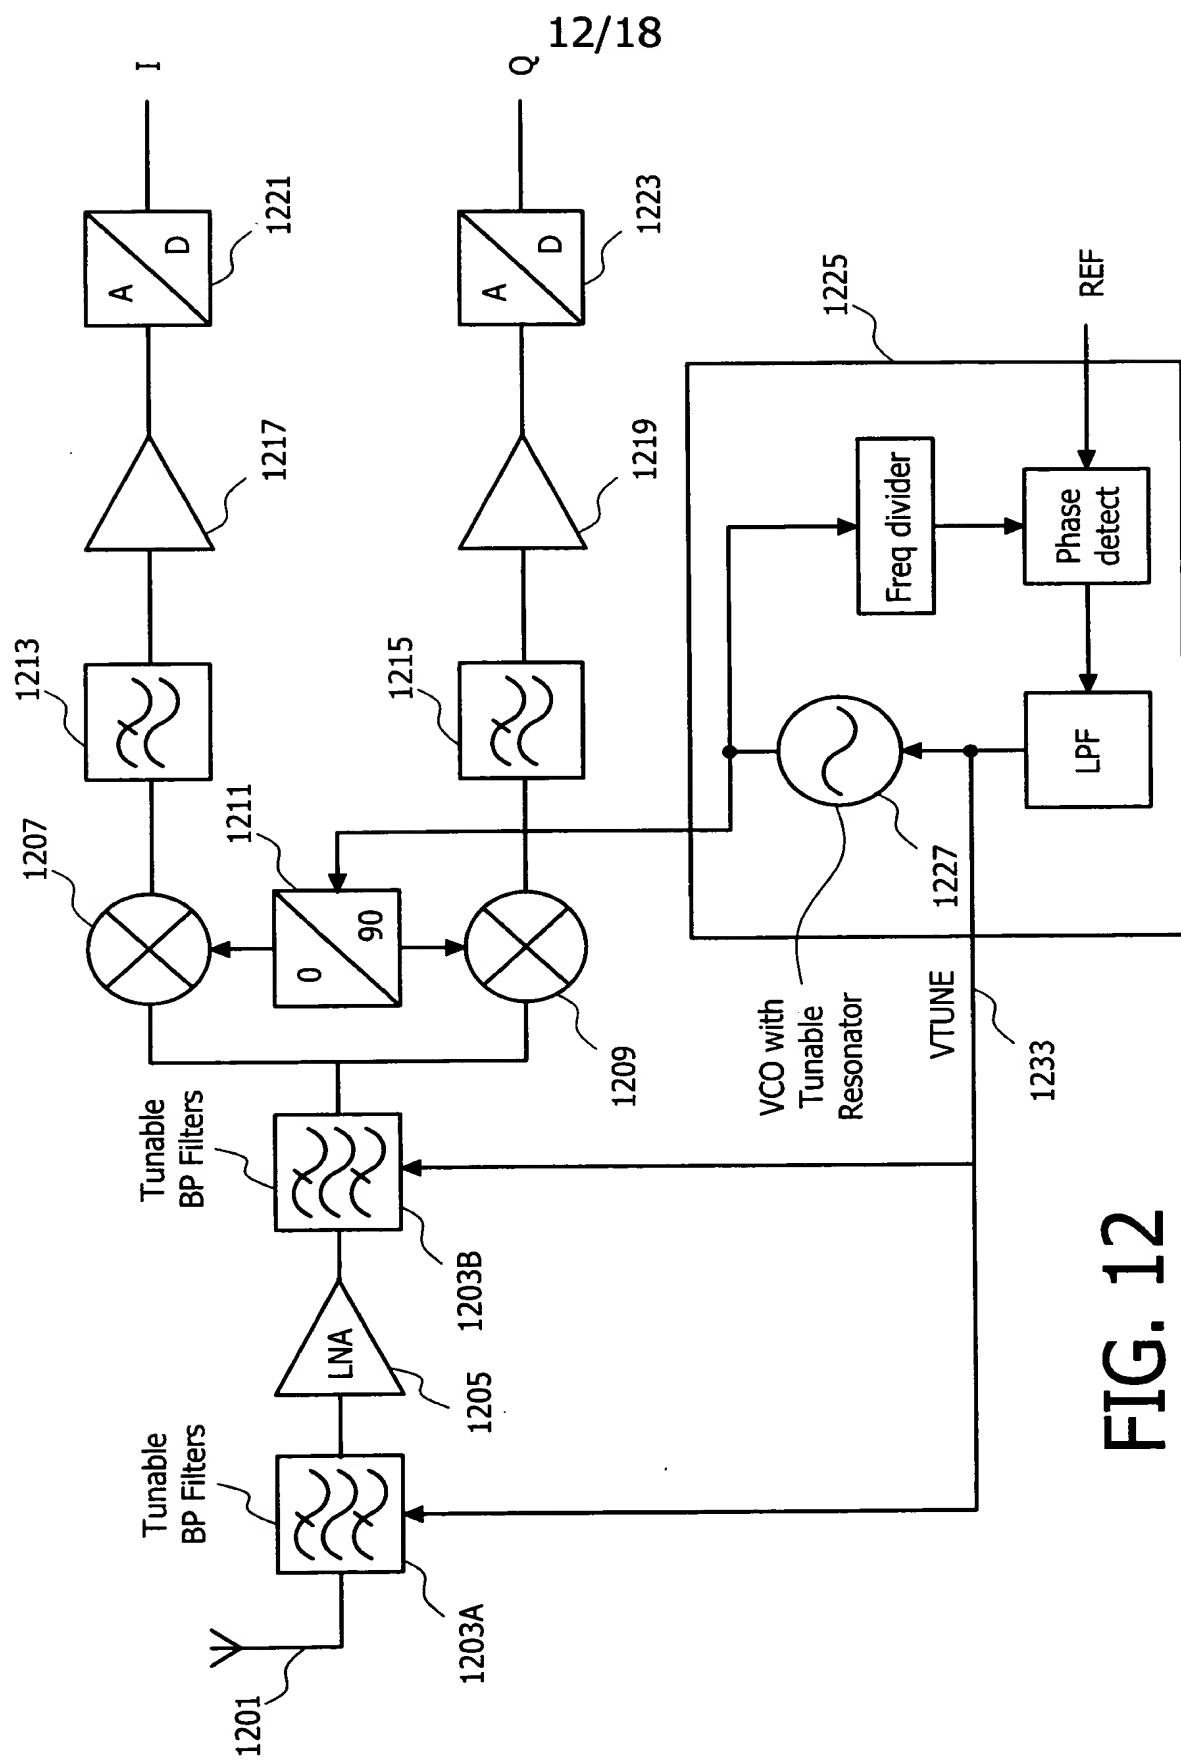 12/18
I
Q
1221
1223
A
D
A
D
1217
1219
1225
REF
Freq divider
Phase
detect
LPF
1213
1215
1207
1211
0
90
1209
1227
VCO with
Tunable
Resonator
VTUNE
1233
Tunable
BP Filters
1203B
LNA
1205
Tunable
BP Filters
1203A
1201
FIG. 12